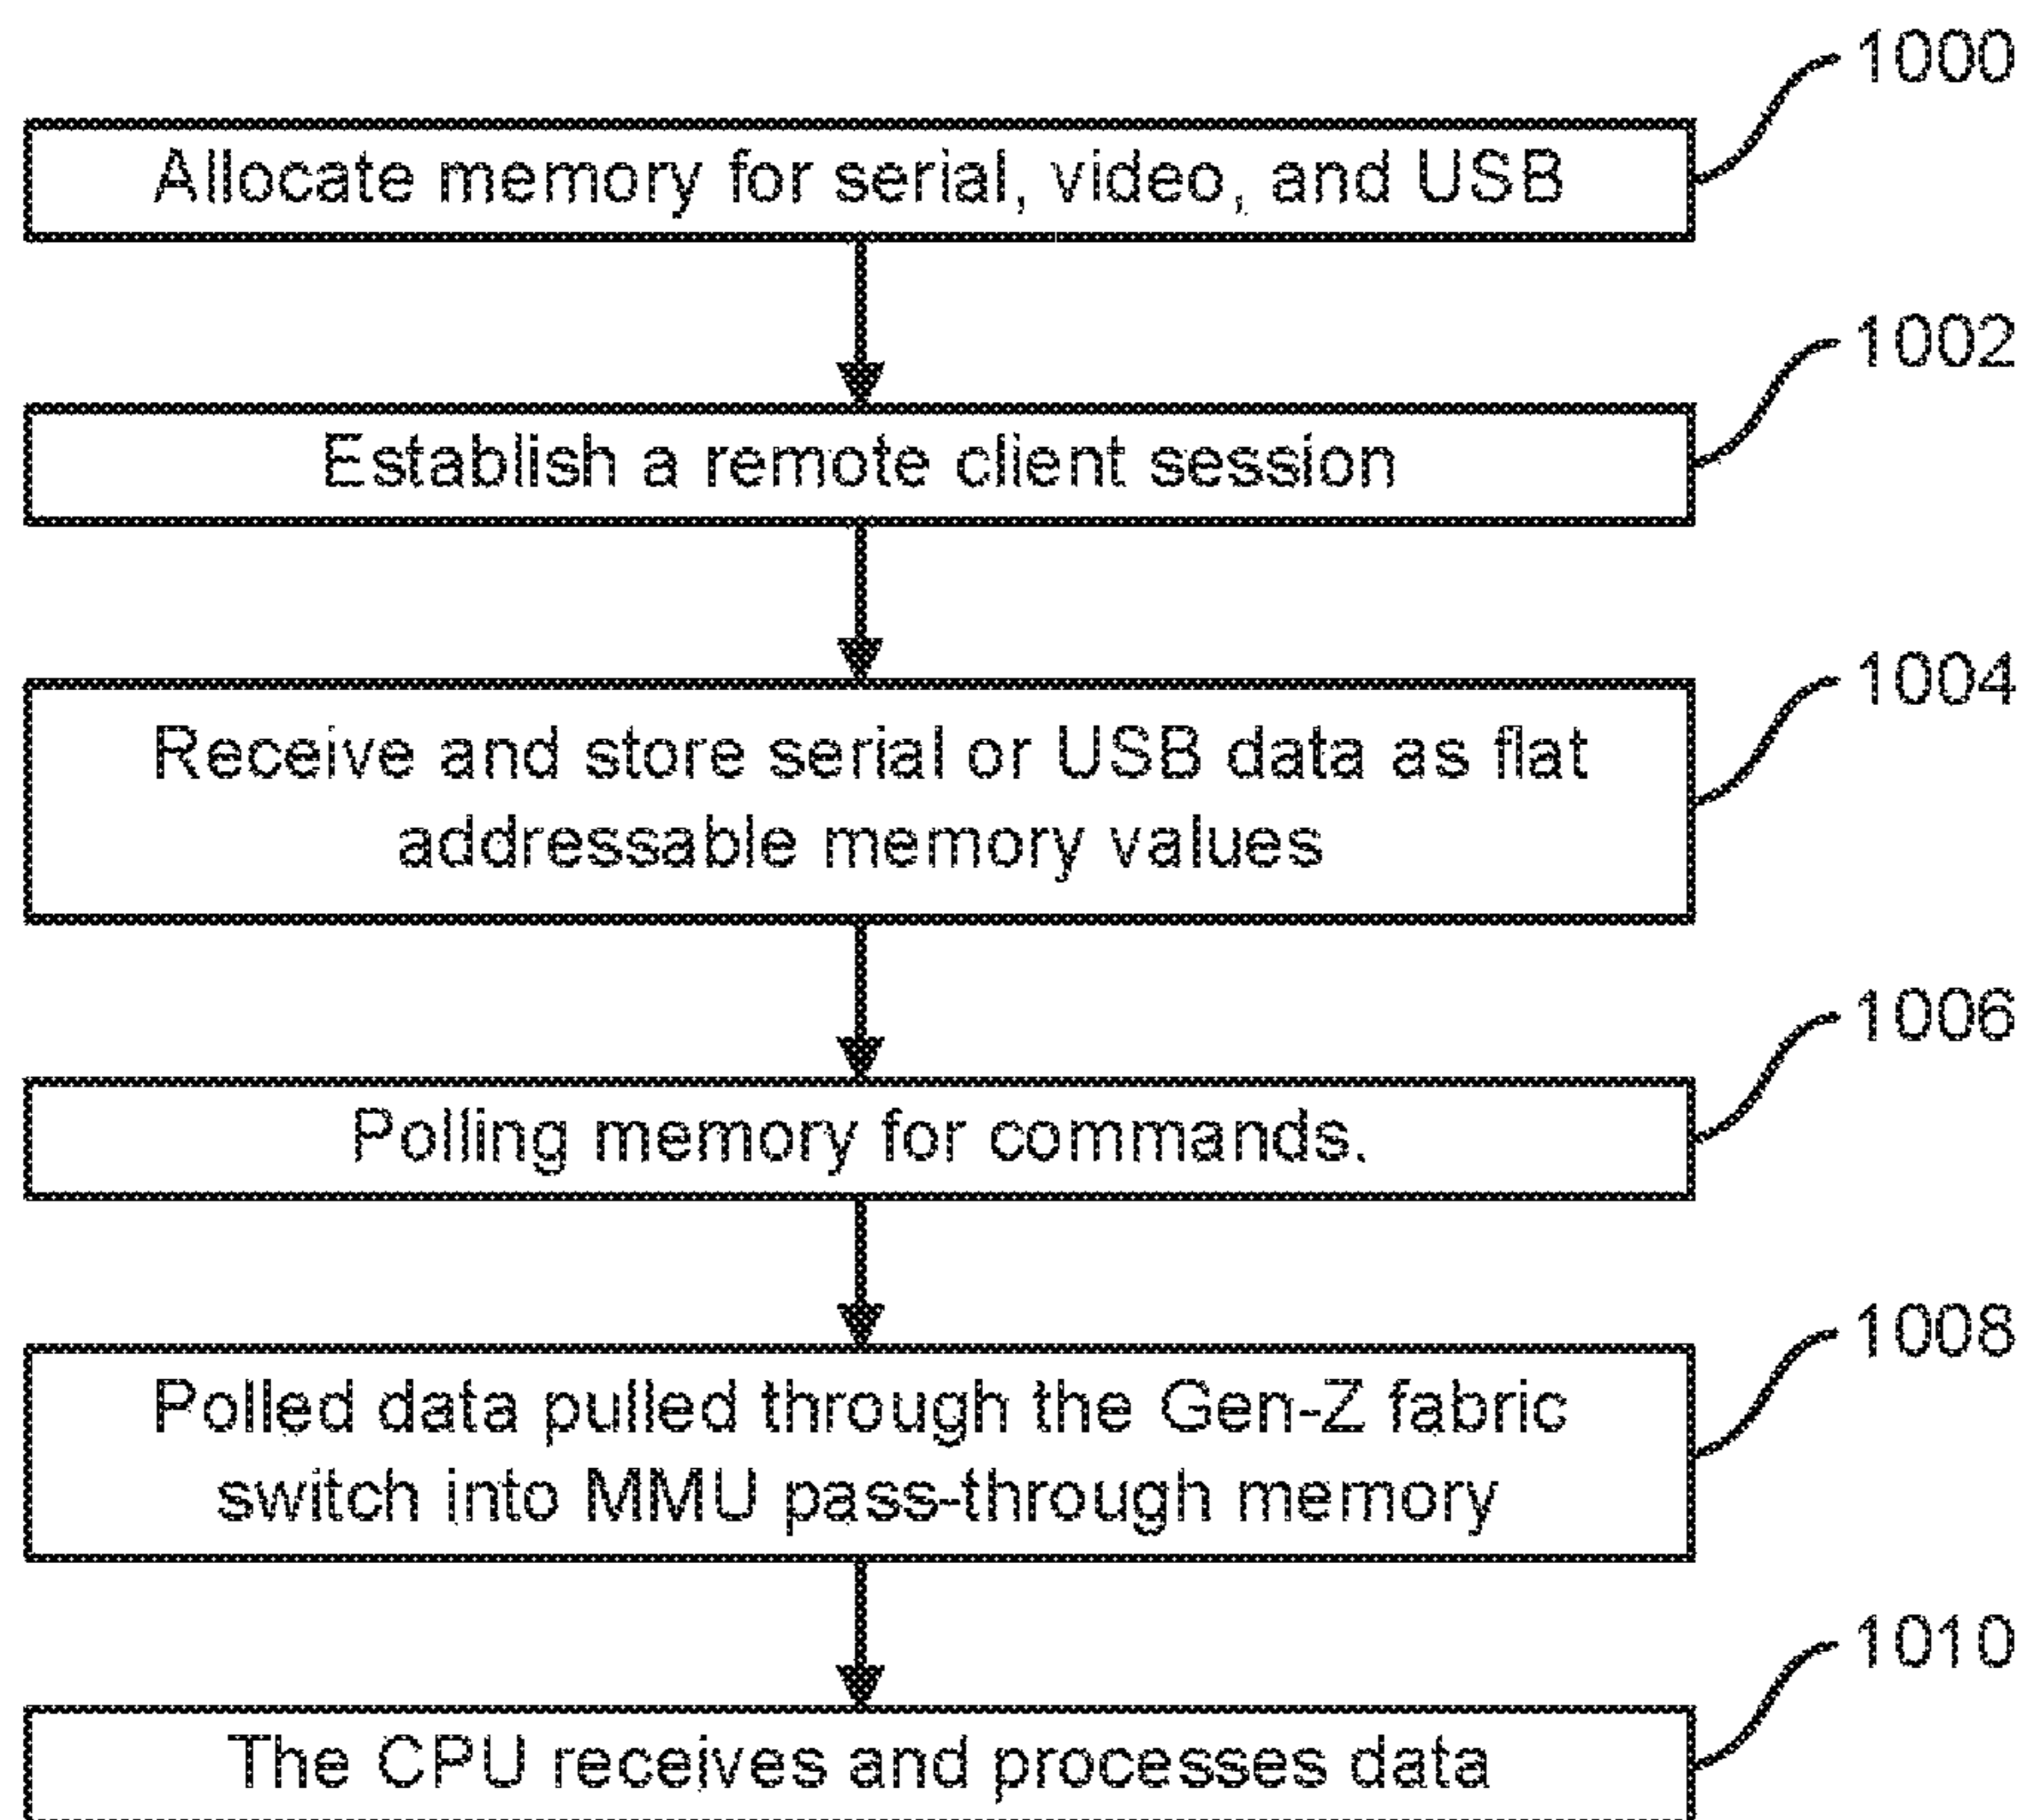 1000
Allocate memory for serial, video, and USB
1002
Establish a remote client session
1004
Receive and store serial or USB data as flat
addressable memory values
1006
Polling memory for commands.
1008
Polled data pulled through the Gen-Z fabric
switch into MMU pass-through memory
1010
The CPU receives and processes data